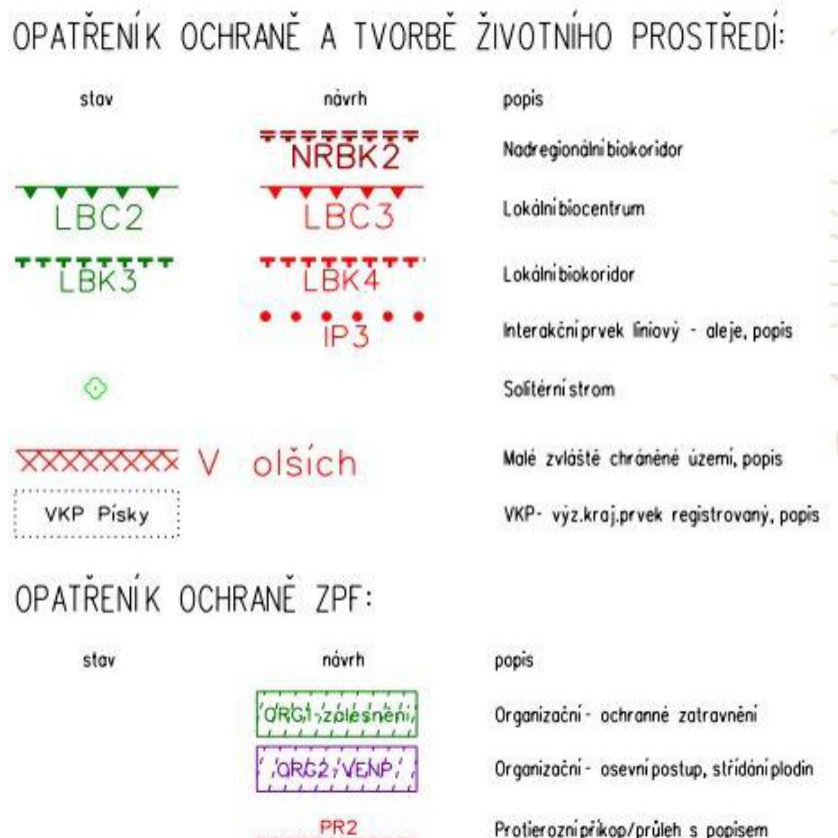 OPATŘENÍ K OCHRANĚ A TVORBĚ ŽIVOTNÍHO PROSTŘEDÍ:
stav návrh popis
NRBK2 Nadregionální biokoridor
LBC2 LBC3 Lokální biocentrum
LBK3 LBK4 Lokální biokoridor
IP3 Interakční prvek liniový - aleje, popis
Solitérní strom
V olších Malé zvláště chráněné území, popis
VKP Písky VKP- výz.kraj.prvek registrovaný, popis
OPATŘENÍ K OCHRANĚ ZPF:
stav návrh popis
ORG1-zalesnění Organizační - ochranné zatravnění
ORG2-VENP Organizační - osevní postup, střídání plodin
PR2 Protierozní příkop/průleh s popisem